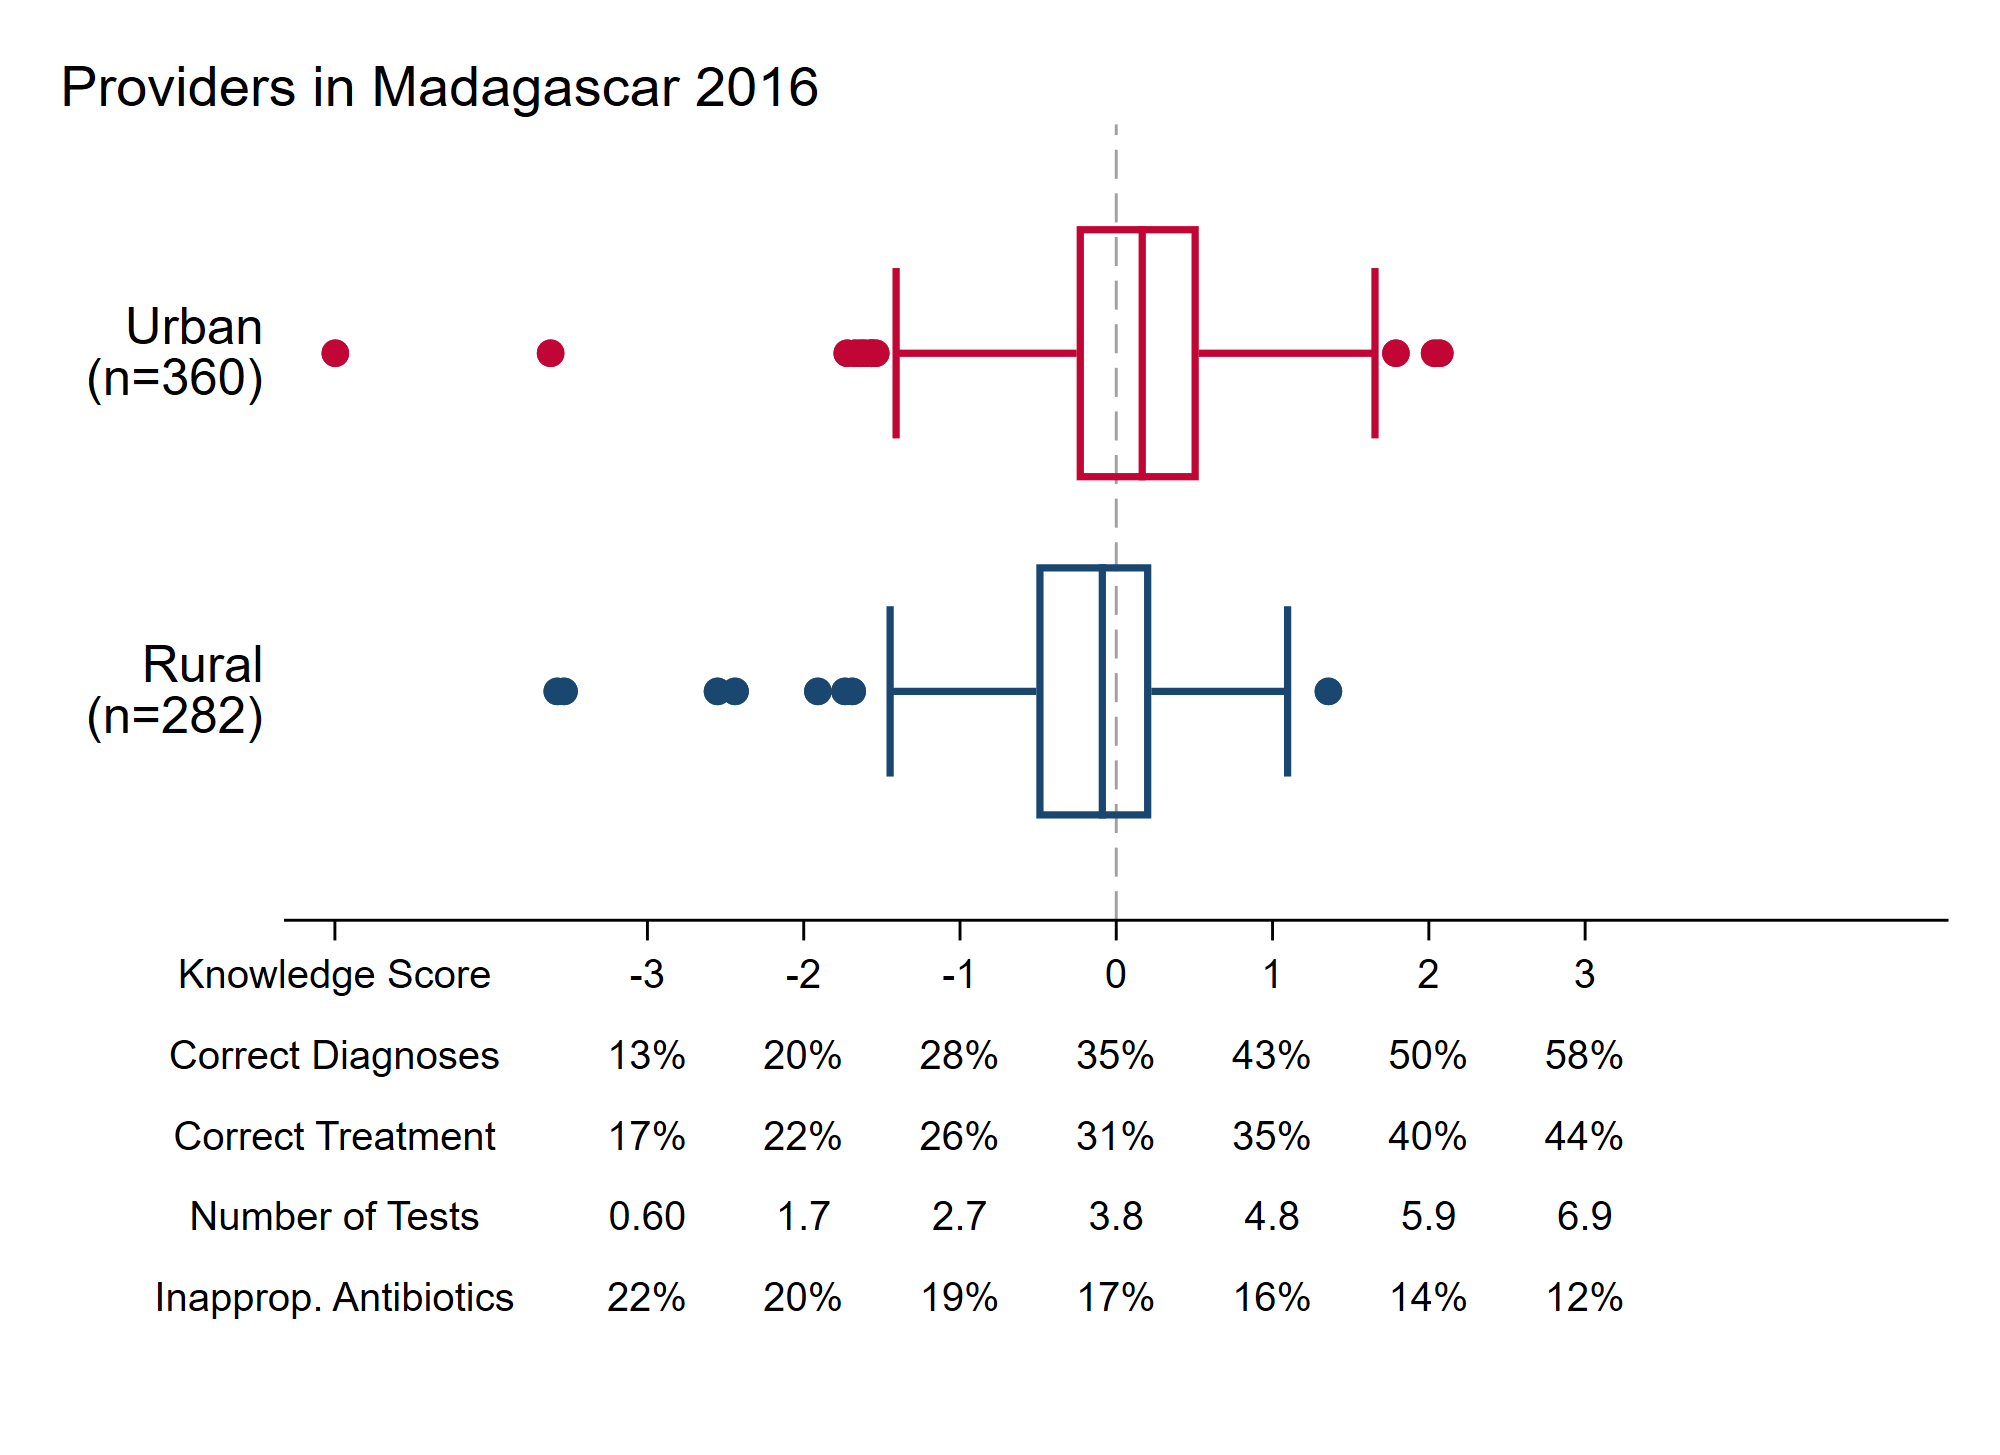 Providers in Madagascar 2016
Urban
(n=360)
Rural
(n=282)
Knowledge Score -3 -2 -1 0 1 2 3
Correct Diagnoses 13% 20% 28% 35% 43% 50% 58%
Correct Treatment 17% 22% 26% 31% 35% 40% 44%
Number of Tests 0.60 1.7 2.7 3.8 4.8 5.9 6.9
Inapprop. Antibiotics 22% 20% 19% 17% 16% 14% 12%